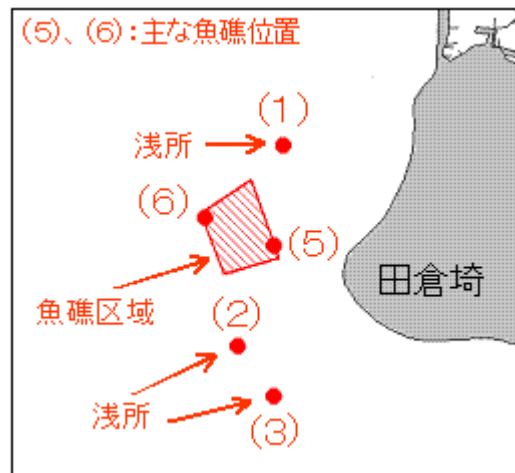 (5)、(6):主な魚礁位置
(1)
浅所
(6)
(5)
田倉埼
魚礁区域
(2)
浅所
(3)